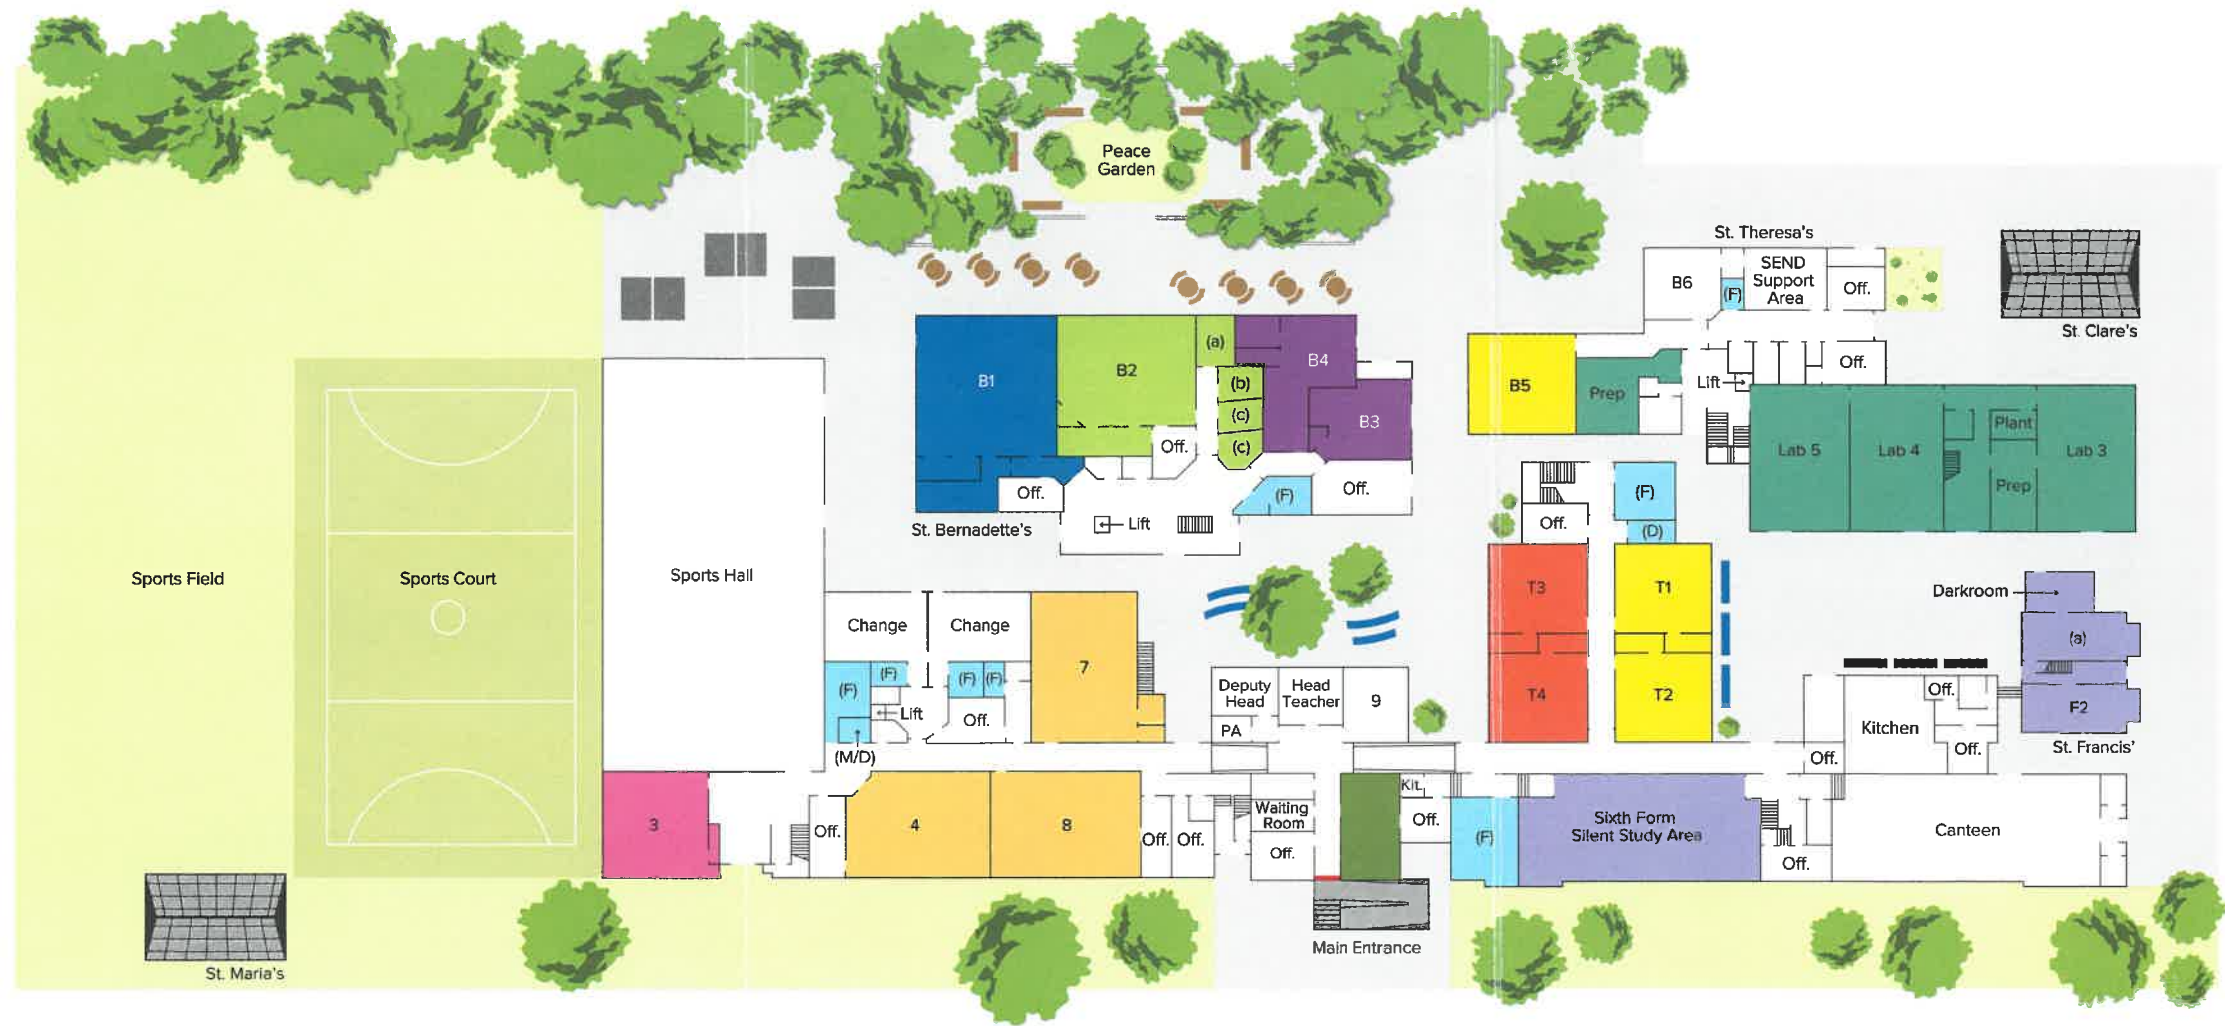 Peace
Garden
St. Theresa's
B6
(F)
SEND
Support
Area
Off.
St. Clare's
B1
B2
(a)
(b)
(c)
(c)
B4
B3
Off.
Off.
(F)
Off.
Lift
St. Bernadette's
B5
Prep
Lift
Off.
Lab 5
Lab 4
Plant
Prep
Lab 3
Off.
(F)
(D)
T3
T1
T4
T2
Darkroom
(a)
F2
St. Francis'
Sports Field
Sports Court
Sports Hall
Change
Change
7
(F)
(F)
(F)
(F)
Lift
Off.
(M/D)
Deputy
Head
PA
Head
Teacher
9
Kitchen
Off.
Off.
Off.
3
Off.
4
8
Off.
Off.
Waiting
Room
Off.
Kit.
Off.
(F)
Sixth Form
Silent Study Area
Off.
Canteen
Main Entrance
St. Maria's